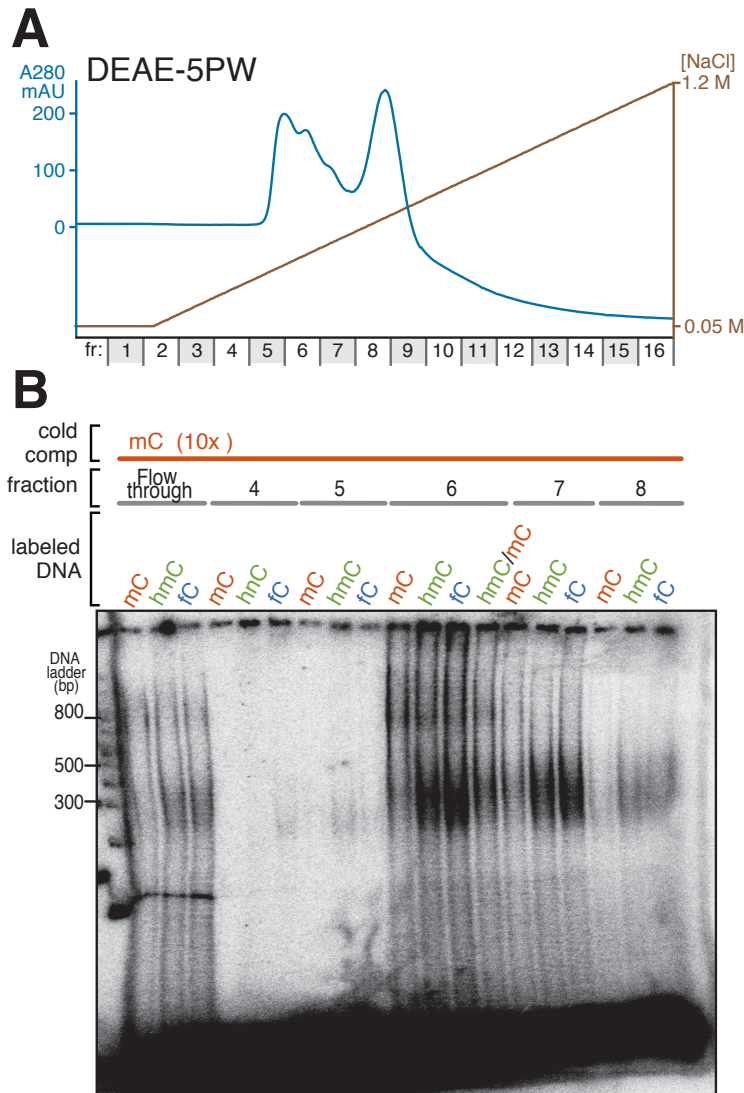 A
DEAE-5PW
A280
mAU
[NaCl]
1.2 M
200
100
0
0.05 M
fr: 1 2 3 4 5 6 7 8 9 10 11 12 13 14 15 16
B
cold
comp
mC (10x )
fraction
Flow
through
4 5 6 7 8
labeled
DNA
mC hmC fC mC hmC fC mC hmC fC mC hmC fC hmC/mC mC hmC fC mC hmC fC
DNA
ladder
(bp)
800
500
300